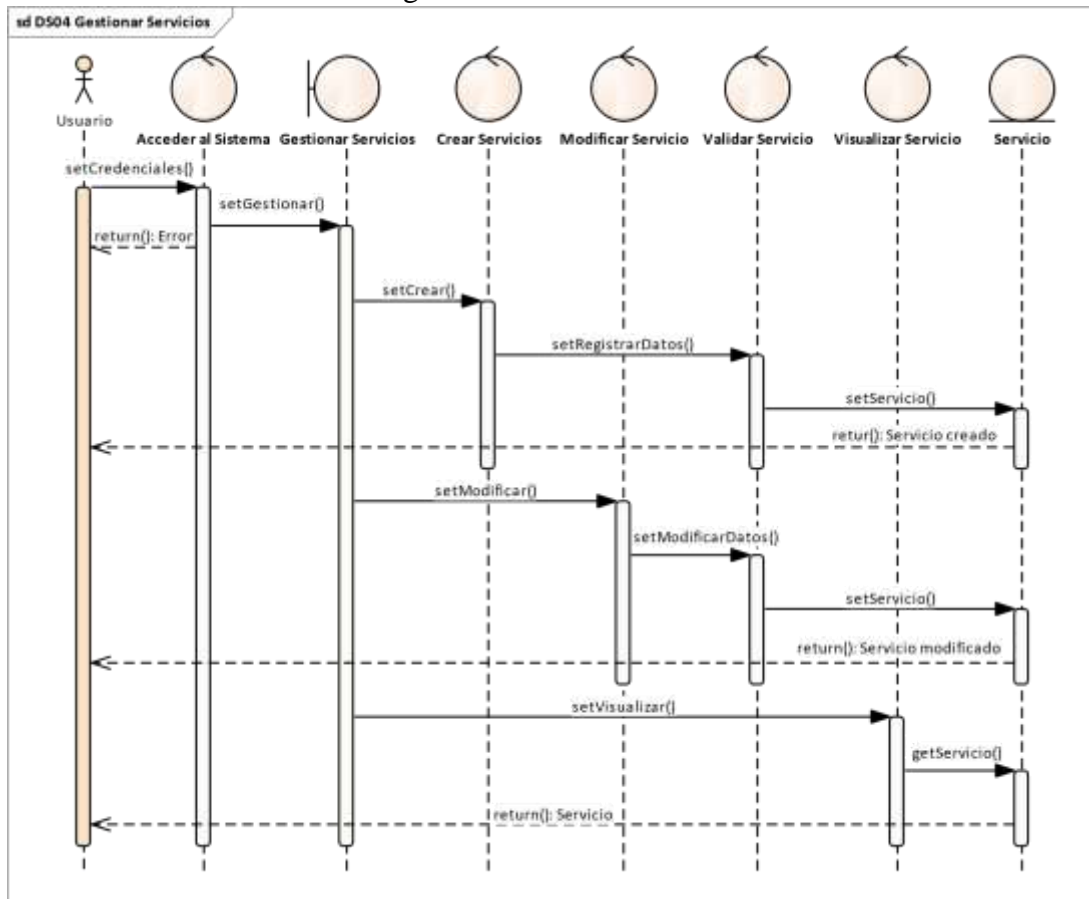 sd DS04 Gestionar Servicios
Usuario
Acceder al Sistema
Gestionar Servicios
Crear Servicios
Modificar Servicio
Validar Servicio
Visualizar Servicio
Servicio
setCredenciales()
setGestionar()
return(): Error
setCrear()
setRegistrarDatos()
setServicio()
retur(): Servicio creado
setModificar()
setModificarDatos()
setServicio()
return(): Servicio modificado
setVisualizar()
getServicio()
return(): Servicio